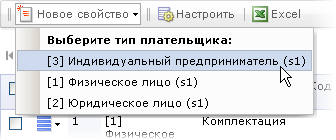 Новое свойство Настроить Excel
Выберите тип плательщика:
[3] Индивидуальный предприниматель (s1)
[1] Физическое лицо (s1)
[2] Юридическое лицо (s1)
1 [1] Комплектация
Физическое